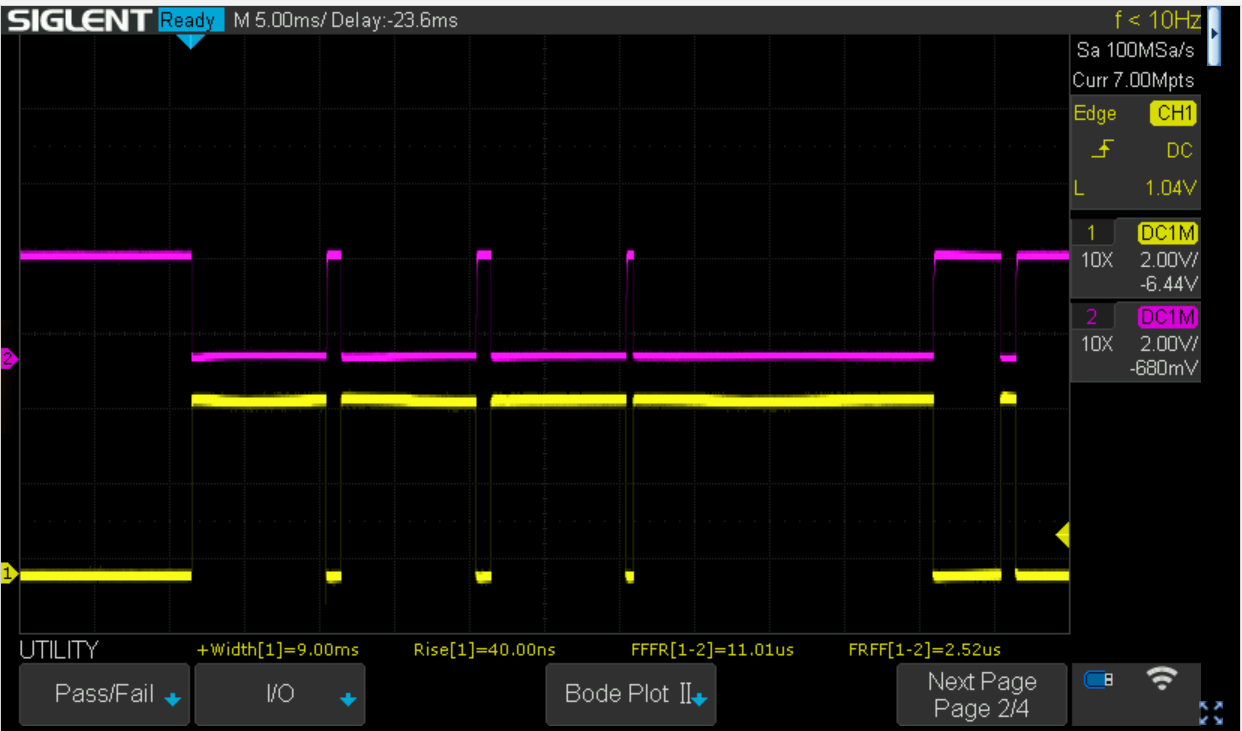 SIGLENT Ready M 5.00ms/ Delay:-23.6ms f < 10Hz
Sa 100MSa/s
Curr 7.00Mpts
Edge CH1
DC
L 1.04V
1 DC1M
10X 2.00V/
-6.44V
2 DC1M
10X 2.00V/
-680mV
2
1
UTILITY +Width[1]=9.00ms Rise[1]=40.00ns FFFR[1-2]=11.01us FRFF[1-2]=2.52us
Pass/Fail I/O Bode Plot II Next Page
Page 2/4